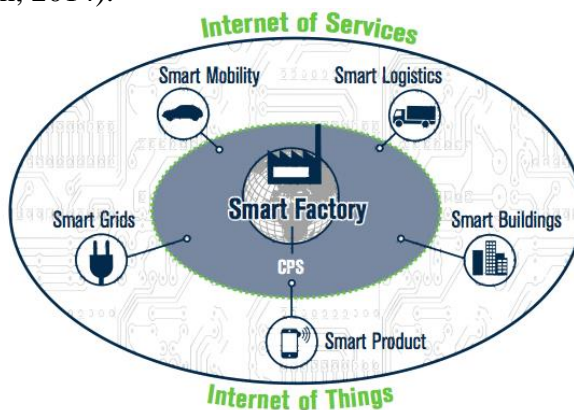 n, 2014).
Internet of Services
Smart Mobility
Smart Logistics
Smart Factory
Smart Grids
Smart Buildings
CPS
Smart Product
Internet of Things